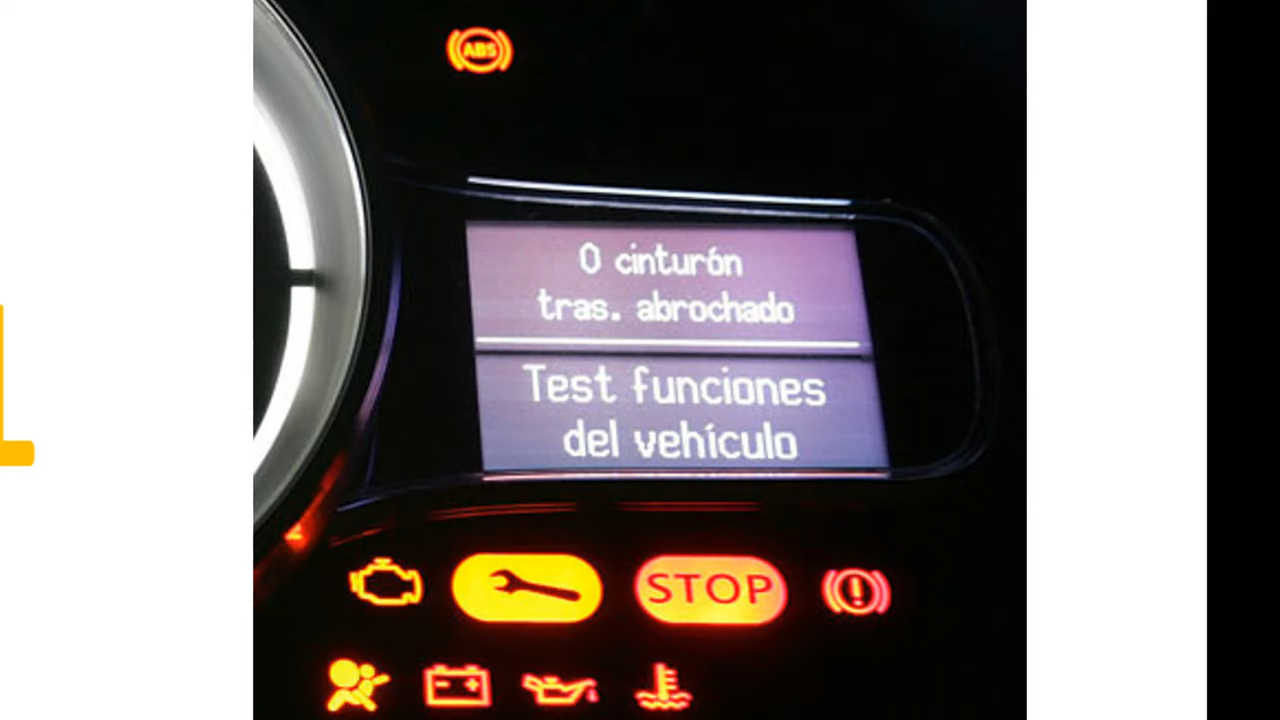 ABS
0 cinturón
tras. abrochado
Test funciones
del vehículo
STOP